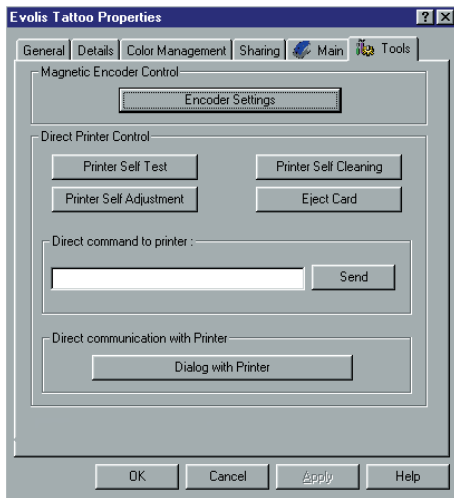 Evolis Tattoo Properties
General Details Color Management Sharing Main Tools
Magnetic Encoder Control
Encoder Settings
Direct Printer Control
Printer Self Test Printer Self Cleaning
Printer Self Adjustment Eject Card
Direct command to printer :
Send
Direct communication with Printer
Dialog with Printer
OK Cancel Apply Help